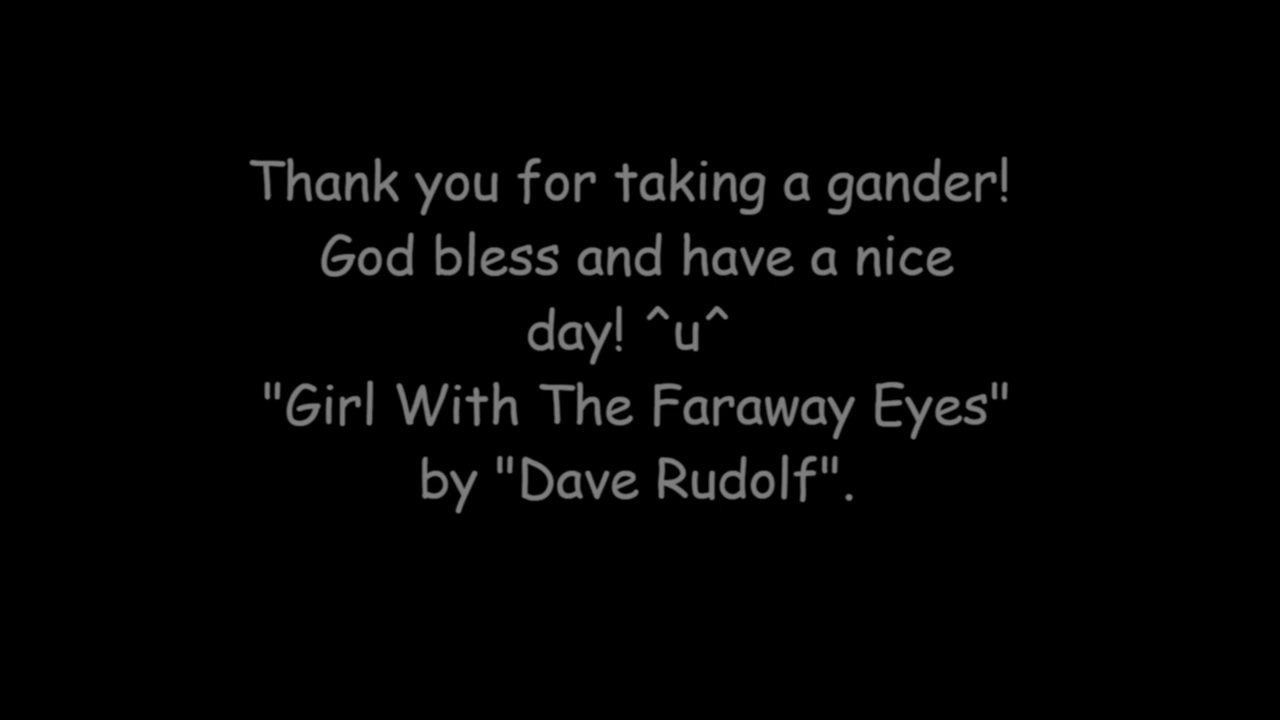 Thank you for taking a gander!
God bless and have a nice
day! ^u^
"Girl With The Faraway Eyes"
by "Dave Rudolf".